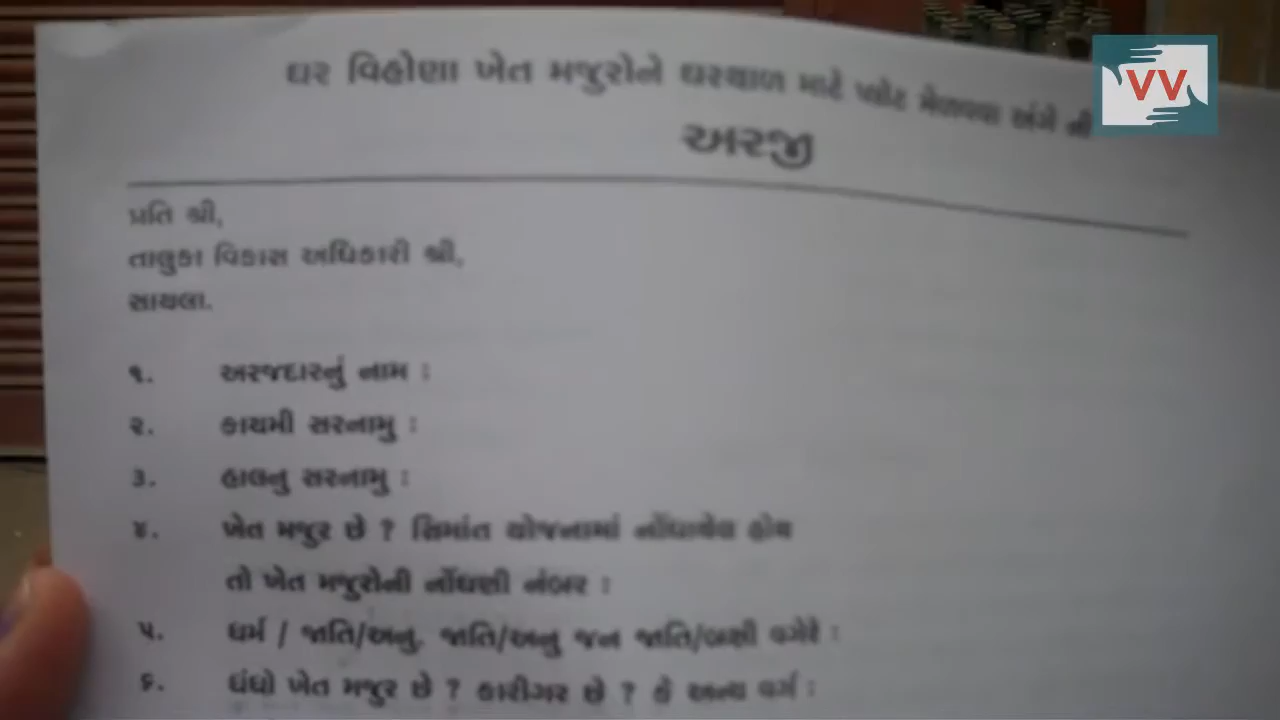 ઘર વિહોણા ખેત મજુરોને ઘરથાળ માટે પ્લોટ મેળવવા અંગે ની
અરજી
VV
પ્રતિ શ્રી,
તાલુકા વિકાસ અધિકારી શ્રી,
સાયલા.
૧. અરજદારનું નામ :
૨. કાયમી સરનામુ :
૩. હાલનુ સરનામુ :
૪. ખેત મજુર છે ? સિમાંત યોજનામાં નોંધાયેલ હોય
તો ખેત મજુરોની નોંધણી નંબર :
૫. ધર્મ / જાતિ/અનુ. જાતિ/અનુ જન જાતિ/બક્ષી વગેરે :
૬. ધંધો ખેત મજુર છે ? કારીગર છે ? કે અન્ય વર્ગ :